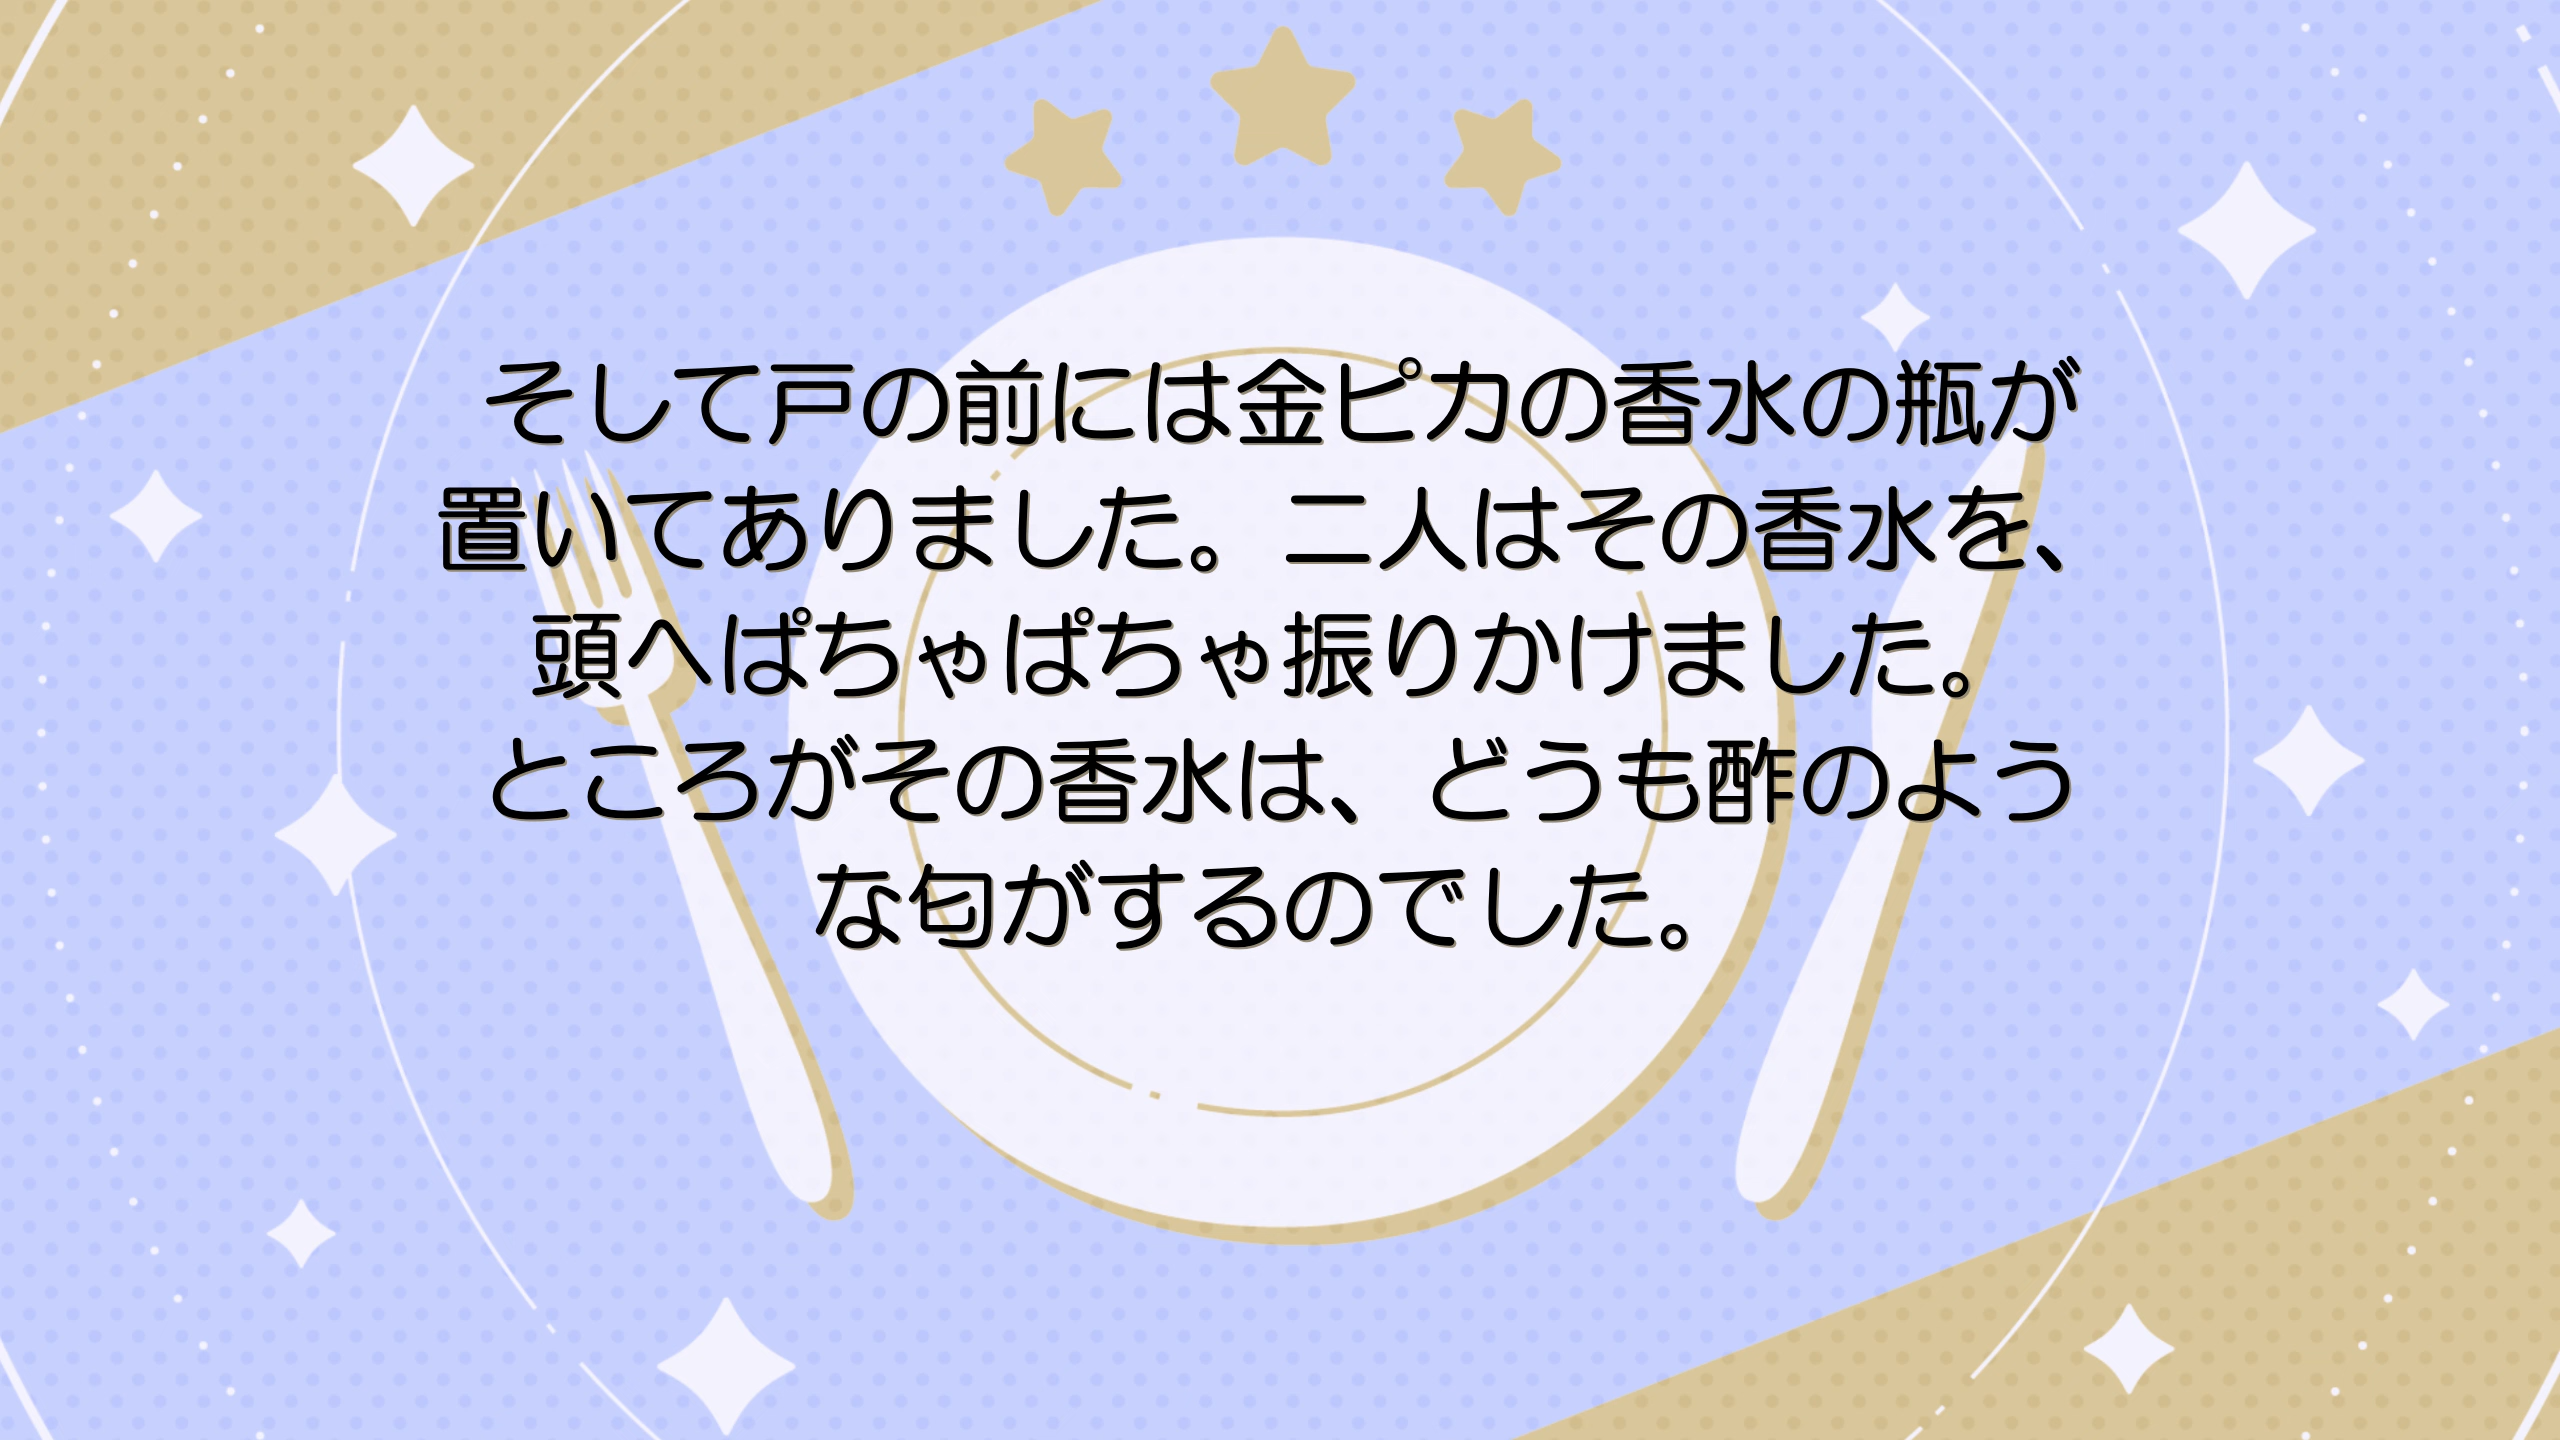 そして戸の前には金ピカの香水の瓶が
置いてありました。二人はその香水を、
頭へぱちゃぱちゃ振りかけました。
ところがその香水は、どうも酢のよう
な匂がするのでした。